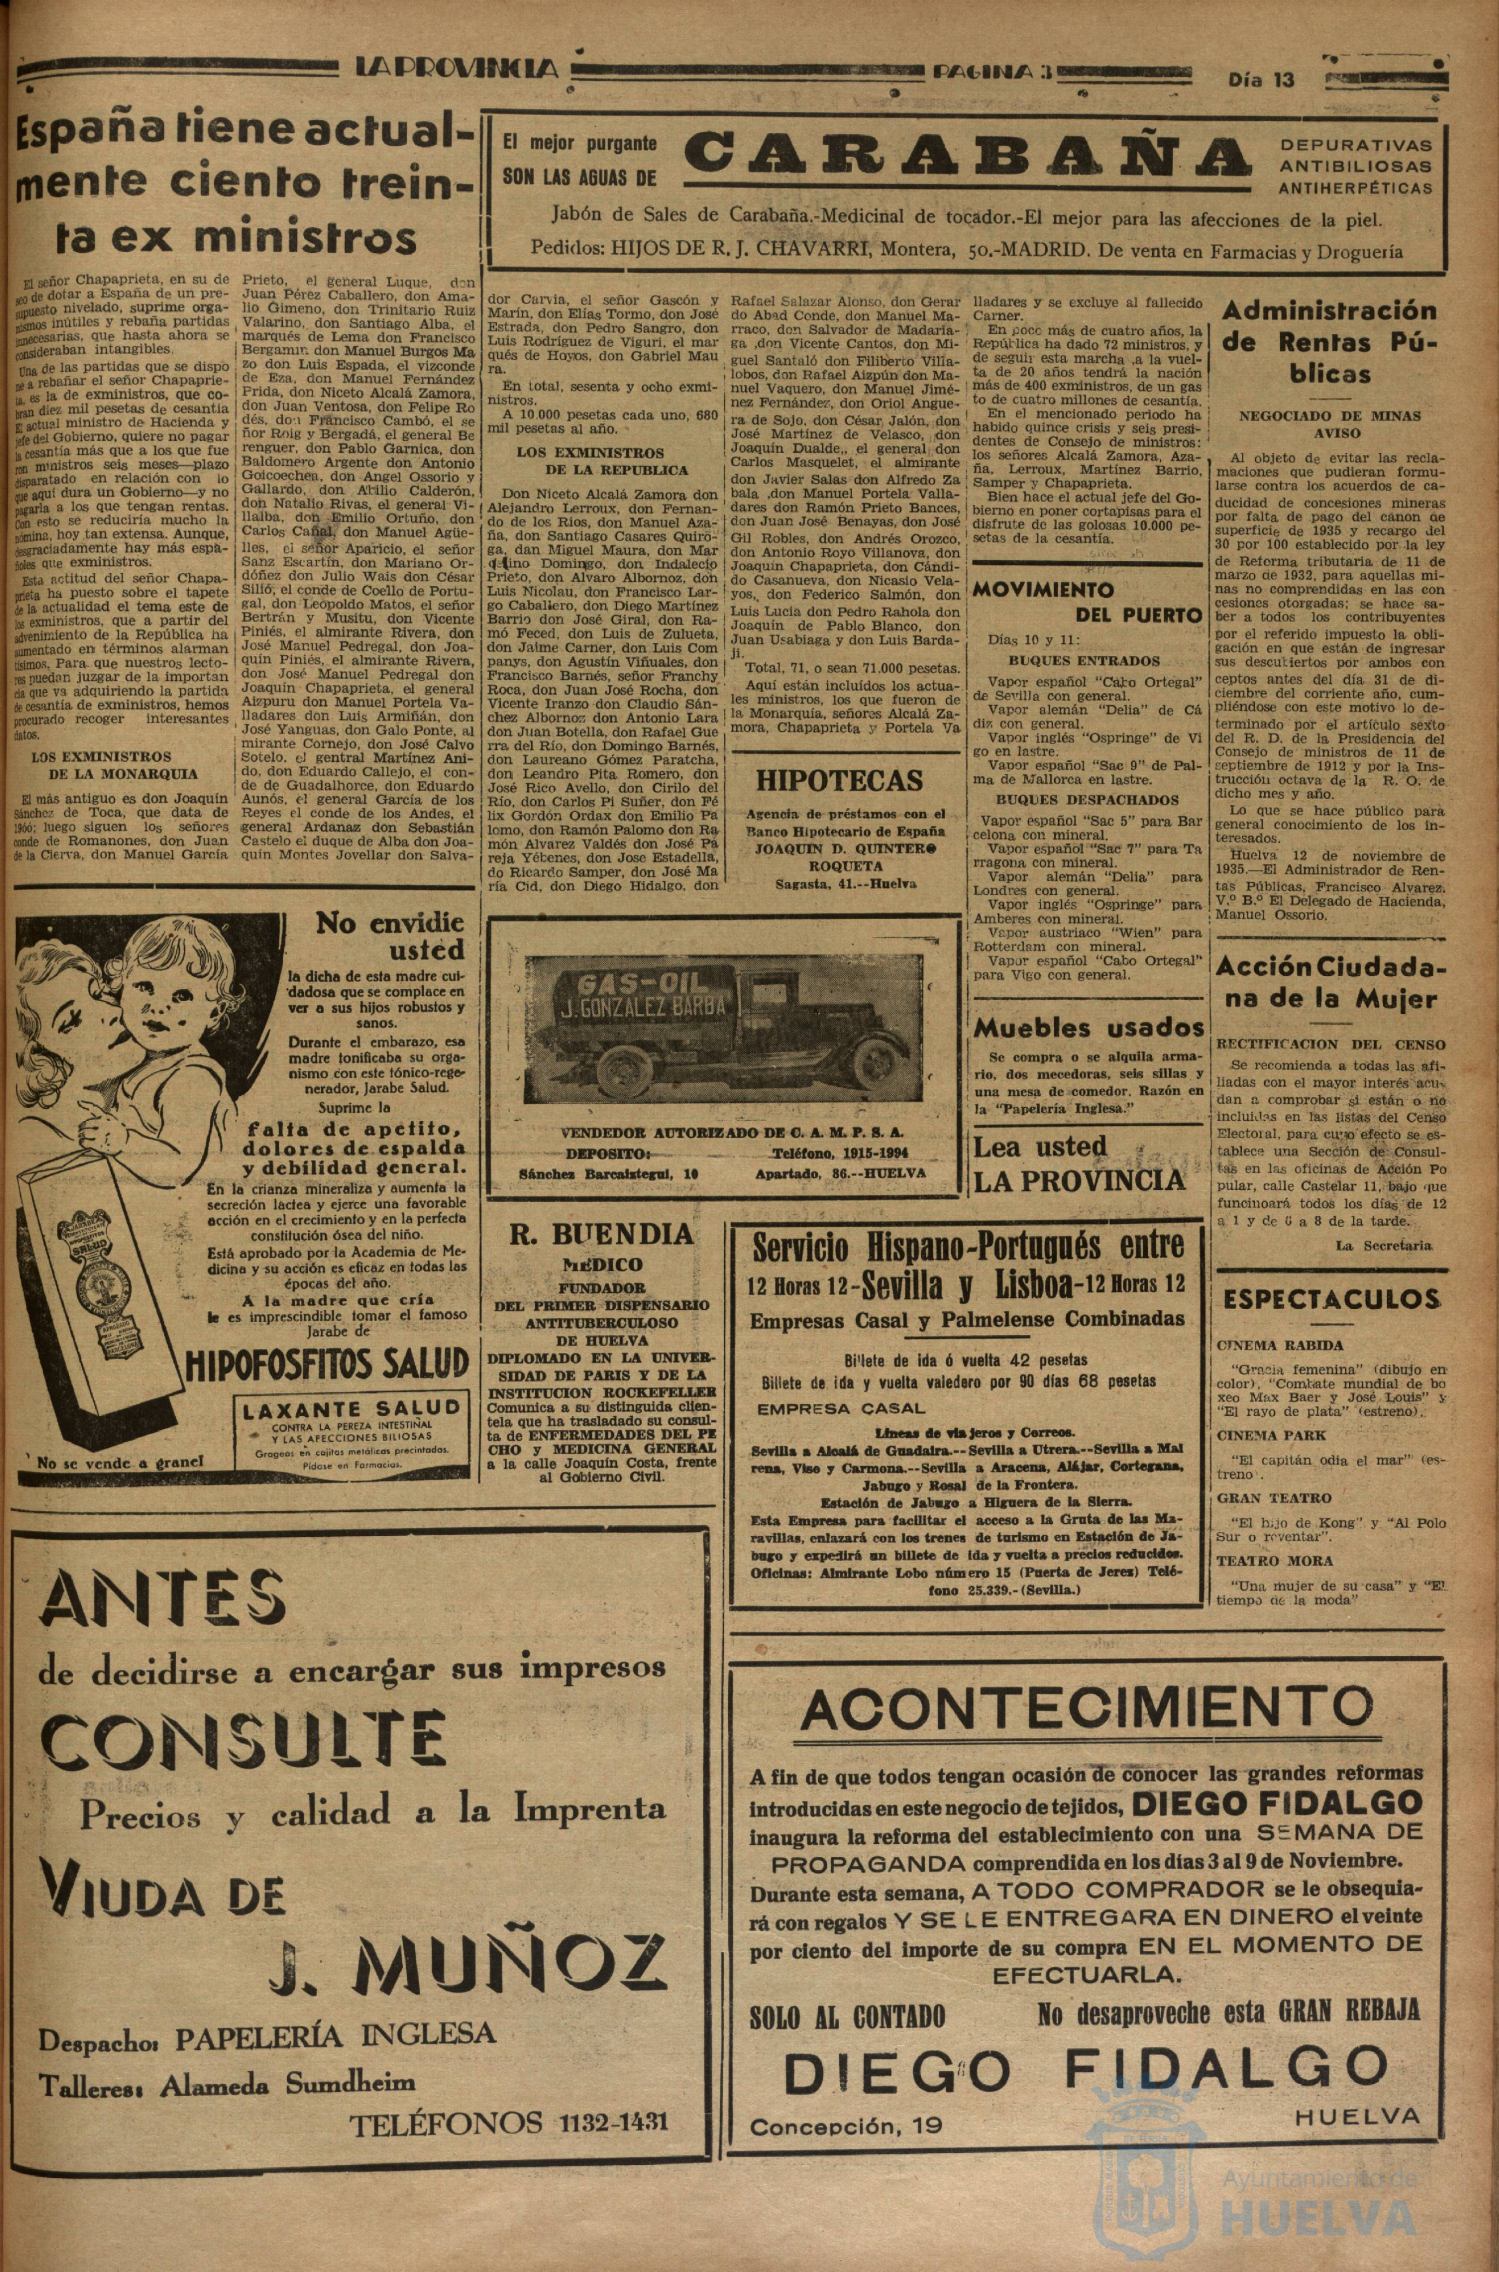 LA PROVINCIA
PAGINA 3
Día 13
España tiene actual-
mente ciento trein-
ta ex ministros
El señor Chapaprieta, en su de
seo de dotar a España de un pre-
supuesto nivelado, suprime orga-
nismos inútiles y rebaña partidas
innecesarias, que hasta ahora se
consideraban intangibles.
Una de las partidas que se dispo
ne a rebañar el señor Chapaprie-
ta, es la de exministros, que co-
bran diez mil pesetas de cesantía
El actual ministro de Hacienda y
jefe del Gobierno, quiere no pagar
la cesantía más que a los que fue
ron ministros seis meses—plazo
disparatado en relación con lo
que aquí dura un Gobierno—y no
pagarla a los que tengan rentas.
Con esto se reduciría mucho la
nómina, hoy tan extensa. Aunque,
desgraciadamente hay más espa-
ñoles que exministros.
Esta actitud del señor Chapa-
prieta ha puesto sobre el tapete
de la actualidad el tema este de
los exministros, que a partir del
advenimiento de la República ha
aumentado en términos alarman
tísimos. Para que nuestros lecto-
res puedan juzgar de la importan
cia que va adquiriendo la partida
de cesantía de exministros, hemos
procurado recoger interesantes
datos.
LOS EXMINISTROS
DE LA MONARQUIA
El más antiguo es don Joaquín
Sánchez de Toca, que data de
1900; luego siguen los señores
conde de Romanones, don Juan
de la Cierva, don Manuel García
Prieto, el general Luque, don
Juan Pérez Caballero, don Ama-
lio Gimeno, don Trinitario Ruiz
Valarino, don Santiago Alba, el
marqués de Lema don Francisco
Bergamín don Manuel Burgos Ma
zo don Luis Espada, el vizconde
de Eza, don Manuel Fernández
Prida, don Niceto Alcalá Zamora,
don Juan Ventosa, don Felipe Ro
dés, don Francisco Cambó, el se
ñor Roig y Bergadá, el general Be
renguer, don Pablo Garnica, don
Baldomero Argente don Antonio
Goicoechea, don Angel Ossorio y
Gallardo, don Atilio Calderón,
don Natalio Rivas, el general Vi
llalba, don Emilio Ortuño, don
Carlos Cañal, don Manuel Agüe-
lles, el señor Aparicio, el señor
Sanz Escartín, don Mariano Or-
dóñez don Julio Wais don César
Silió, el conde de Coello de Portu-
gal, don Leopoldo Matos, el señor
Bertrán y Musitu, don Vicente
Piniés, el almirante Rivera, don
José Manuel Pedregal, don Joa-
quín Piniés, el almirante Rivera,
don José Manuel Pedregal don
Joaquín Chapaprieta, el general
Aizpuru don Manuel Portela Va-
lladares don Luis Armiñán, don
José Yanguas, don Galo Ponte, al
mirante Cornejo, don José Calvo
Sotelo, el gentral Martínez Ani-
do, don Eduardo Callejo, el con-
de de Guadalhorce, don Eduardo
Aunós, el general García de los
Reyes el conde de los Andes, el
general Ardanaz don Sebastián
Castelo el duque de Alba don Joa-
quín Montes Jovellar don Salva-
El mejor purgante
SON LAS AGUAS DE
CARABAÑA
DEPURATIVAS
ANTIBILIOSAS
ANTIHERPÉTICAS
Jabón de Sales de Carabaña.-Medicinal de tocador.-El mejor para las afecciones de la piel.
Pedidos: HIJOS DE R. J. CHAVARRI, Montera, 50.-MADRID. De venta en Farmacias y Droguería
dor Carvia, el señor Gascón y
Marín, don Elías Tormo, don José
Estrada, don Pedro Sangro, don
Luis Rodríguez de Viguri, el mar
qués de Hoyos, don Gabriel Mau
ra.
En total, sesenta y ocho exmi-
nistros.
A 10.000 pesetas cada uno, 680
mil pesetas al año.
LOS EXMINISTROS
DE LA REPUBLICA
Don Niceto Alcalá Zamora don
Alejandro Lerroux, don Fernan-
do de los Ríos, don Manuel Aza-
ña, don Santiago Casares Quiro-
ga, dan Miguel Maura, don Mar
celino Domingo, don Indalecio
Prieto, don Alvaro Albornoz, don
Luis Nicolau, don Francisco Lar-
go Caballero, don Diego Martínez
Barrio don José Giral, don Ra-
mó Feced, don Luis de Zulueta,
don Jaime Carner, don Luis Com
panys, don Agustín Viñuales, don
Francisco Barnés, señor Franchy
Roca, don Juan José Rocha, don
Vicente Iranzo don Claudio Sán-
chez Albornoz don Antonio Lara
don Juan Botella, don Rafael Gue
rra del Río, don Domingo Barnés,
don Laureano Gómez Paratcha,
don Leandro Pita Romero, don
José Rico Avello, don Cirilo del
Río, don Carlos Pi Suñer, don Fé
lix Gordón Ordax don Emilio Pa
lomo, don Ramón Palomo don Ra
món Alvarez Valdés don José Pa
reja Yébenes, don Jose Estadella,
do Ricardo Samper, don José Ma
ría Cid, don Diego Hidalgo, don
Rafael Salazar Alonso, don Gerar
do Abad Conde, don Manuel Ma-
rraco, don Salvador de Madaria-
ga ,don Vicente Cantos, don Mi-
guel Santaló don Filiberto Villa-
lobos, don Rafael Aizpún don Ma-
nuel Vaquero, don Manuel Jimé-
nez Fernández, don Oriol Angue-
ra de Sojo, don César Jalón, don
José Martínez de Velasco, don
Joaquín Dualde,, el general don
Carlos Masquelet, el almirante
don Javier Salas don Alfredo Za
bala ,don Manuel Portela Valla-
dares don Ramón Prieto Bances,
don Juan José Benayas, don José
Gil Robles, don Andrés Orozco,
don Antonio Royo Villanova, don
Joaquín Chapaprieta, don Cándi-
do Casanueva, don Nicasio Vela-
yos, don Federico Salmón, don
Luis Lucia don Pedro Rahola don
Joaquín de Pablo Blanco, don
Juan Usabiaga y don Luis Barda-
ji.
Total, 71, o sean 71.000 pesetas.
Aquí están incluídos los actua-
les ministros, los que fueron de
la Monarquía, señores Alcalá Za-
mora, Chapaprieta y Portela Va
lladares y se excluye al fallecido
Carner.
En poco más de cuatro años, la
República ha dado 72 ministros, y
de seguir esta marcha ,a la vuel-
ta de 20 años tendrá la nación
más de 400 exministros, de un gas
to de cuatro millones de cesantía.
En el mencionado periodo ha
habido quince crisis y seis presi-
dentes de Consejo de ministros:
los señores Alcalá Zamora, Aza-
ña, Lerroux, Martínez Barrio,
Samper y Chapaprieta.
Bien hace el actual jefe del Go-
bierno en poner cortapisas para el
disfrute de las golosas 10.000 pe-
setas de la cesantía.
HIPOTECAS
Agencia de préstamos con el
Banco Hipotecario de España
JOAQUIN D. QUINTERO
ROQUETA
Sagasta, 41.--Huelva
MOVIMIENTO
DEL PUERTO
Días 10 y 11:
BUQUES ENTRADOS
Vapor español "Cabo Ortegal"
de Sevilla con general.
Vapor alemán "Delia" de Cá
diz con general.
Vapor inglés "Ospringe" de Vi
go en lastre.
Vapor español "Sac 9" de Pal-
ma de Mallorca en lastre.
BUQUES DESPACHADOS
Vapor español "Sac 5" para Bar
celona con mineral.
Vapor español "Sac 7" para Ta
rragona con mineral.
Vapor alemán "Delia" para
Londres con general.
Vapor inglés "Ospringe" para
Amberes con mineral.
Vapor austriaco "Wien" para
Rotterdam con mineral.
Vapor español "Cabo Ortegal"
para Vigo con general.
Muebles usados
Se compra o se alquila arma-
rio, dos mecedoras, seis sillas y
una mesa de comedor. Razón en
la "Papelería Inglesa."
Lea usted
LA PROVINCIA
Administración
de Rentas Pú-
blicas
NEGOCIADO DE MINAS
AVISO
Al objeto de evitar las recla-
maciones que pudieran formu-
larse contra los acuerdos de ca-
ducidad de concesiones mineras
por falta de pago del canon de
superficie de 1935 y recargo del
30 por 100 establecido por la ley
de Reforma tributaria de 11 de
marzo de 1932, para aquellas mi-
nas no comprendidas en las con
cesiones otorgadas; se hace sa-
ber a todos los contribuyentes
por el referido impuesto la obli-
gación en que están de ingresar
sus descubiertos por ambos con
ceptos antes del día 31 de di-
ciembre del corriente año, cum-
pliéndose con este motivo lo de-
terminado por el artículo sexto
del R. D. de la Presidencia del
Consejo de ministros de 11 de
septiembre de 1912 y por la Ins-
trucción octava de la R. O. de
dicho mes y año.
Lo que se hace público para
general conocimiento de los in-
teresados.
Huelva 12 de noviembre de
1935.—El Administrador de Ren-
tas Públicas, Francisco Alvarez.
V.º B.º El Delegado de Hacienda,
Manuel Ossorio.
Acción Ciudada-
na de la Mujer
RECTIFICACION DEL CENSO
Se recomienda a todas las afi-
liadas con el mayor interés acu-
dan a comprobar si están o no
incluidas en las listas del Censo
Electoral, para cuyo efecto se es-
tablece una Sección de Consul-
tas en las oficinas de Acción Po
pular, calle Castelar 11, bajo que
funcinoará todos los días de 12
a 1 y de 6 a 8 de la tarde.
La Secretaria
ESPECTACULOS
CINEMA RABIDA
"Gracia femenina" (dibujo en
color), "Combate mundial de bo
xeo Max Baer y José Louis" y
"El rayo de plata" (estreno).
CINEMA PARK
"El capitán odia el mar" (es-
treno .
GRAN TEATRO
"El hijo de Kong" y "Al Polo
Sur o reventar".
TEATRO MORA
"Una mujer de su casa" y "El
tiempo de la moda"
No envidie
usted
la dicha de esta madre cui-
dadosa que se complace en
ver a sus hijos robustos y
sanos.
Durante el embarazo, esa
madre tonificaba su orga-
nismo con este tónico-rege-
nerador, Jarabe Salud.
Suprime la
falta de apetito,
dolores de espalda
y debilidad general.
En la crianza mineraliza y aumenta la
secreción lactea y ejerce una favorable
acción en el crecimiento y en la perfecta
constitución ósea del niño.
Está aprobado por la Academia de Me-
dicina y su acción es eficaz en todas las
épocas del año.
A la madre que cría
le es imprescindible tomar el famoso
Jarabe de
HIPOFOSFITOS SALUD
JARABE
SALUD
No se vende a granel
LAXANTE SALUD
CONTRA LA PEREZA INTESTINAL
Y LAS AFECCIONES BILIOSAS
Grageas en cajitas metálicas precintadas.
Pídase en Farmacias.
GAS-OIL
J. GONZALEZ BARBA
VENDEDOR AUTORIZADO DE C. A. M. P. S. A.
DEPOSITO:
Teléfono, 1915-1994
Sánchez Barcaiztegui, 10
Apartado, 86.--HUELVA
R. BUENDIA
MEDICO
FUNDADOR
DEL PRIMER DISPENSARIO
ANTITUBERCULOSO
DE HUELVA
DIPLOMADO EN LA UNIVER-
SIDAD DE PARIS Y DE LA
INSTITUCION ROCKEFELLER
Comunica a su distinguida clien-
tela que ha trasladado su consul-
ta de ENFERMEDADES DEL PE
CHO y MEDICINA GENERAL
a la calle Joaquín Costa, frente
al Gobierno Civil.
Servicio Hispano-Portugués entre
12 Horas 12-Sevilla y Lisboa-12 Horas 12
Empresas Casal y Palmelense Combinadas
Billete de ida ó vuelta 42 pesetas
Billete de ida y vuelta valedero por 90 días 68 pesetas
EMPRESA CASAL
Líneas de viajeros y Correos.
Sevilla a Alcalá de Guadaira.--Sevilla a Utrera.--Sevilla a Mai
rena, Viso y Carmona.--Sevilla a Aracena, Alájar, Cortegana,
Jabugo y Rosal de la Frontera.
Estación de Jabugo a Higuera de la Sierra.
Esta Empresa para facilitar el acceso a la Gruta de las Ma-
ravillas, enlazará con los trenes de turismo en Estación de Ja-
bugo y expedirá un billete de ida y vuelta a precios reducidos.
Oficinas: Almirante Lobo número 15 (Puerta de Jerez) Telé-
fono 25.339.-(Sevilla.)
ANTES
de decidirse a encargar sus impresos
CONSULTE
Precios y calidad a la Imprenta
VIUDA DE
J. MUÑOZ
Despacho: PAPELERÍA INGLESA
Talleres: Alameda Sumdheim
TELÉFONOS 1132-1431
ACONTECIMIENTO
A fin de que todos tengan ocasión de conocer las grandes reformas
introducidas en este negocio de tejidos, DIEGO FIDALGO
inaugura la reforma del establecimiento con una SEMANA DE
PROPAGANDA comprendida en los días 3 al 9 de Noviembre.
Durante esta semana, A TODO COMPRADOR se le obsequia-
rá con regalos Y SE LE ENTREGARA EN DINERO el veinte
por ciento del importe de su compra EN EL MOMENTO DE
EFECTUARLA.
SOLO AL CONTADO
No desaproveche esta GRAN REBAJA
DIEGO FIDALGO
Concepción, 19
HUELVA
Ayuntamiento de
HUELVA